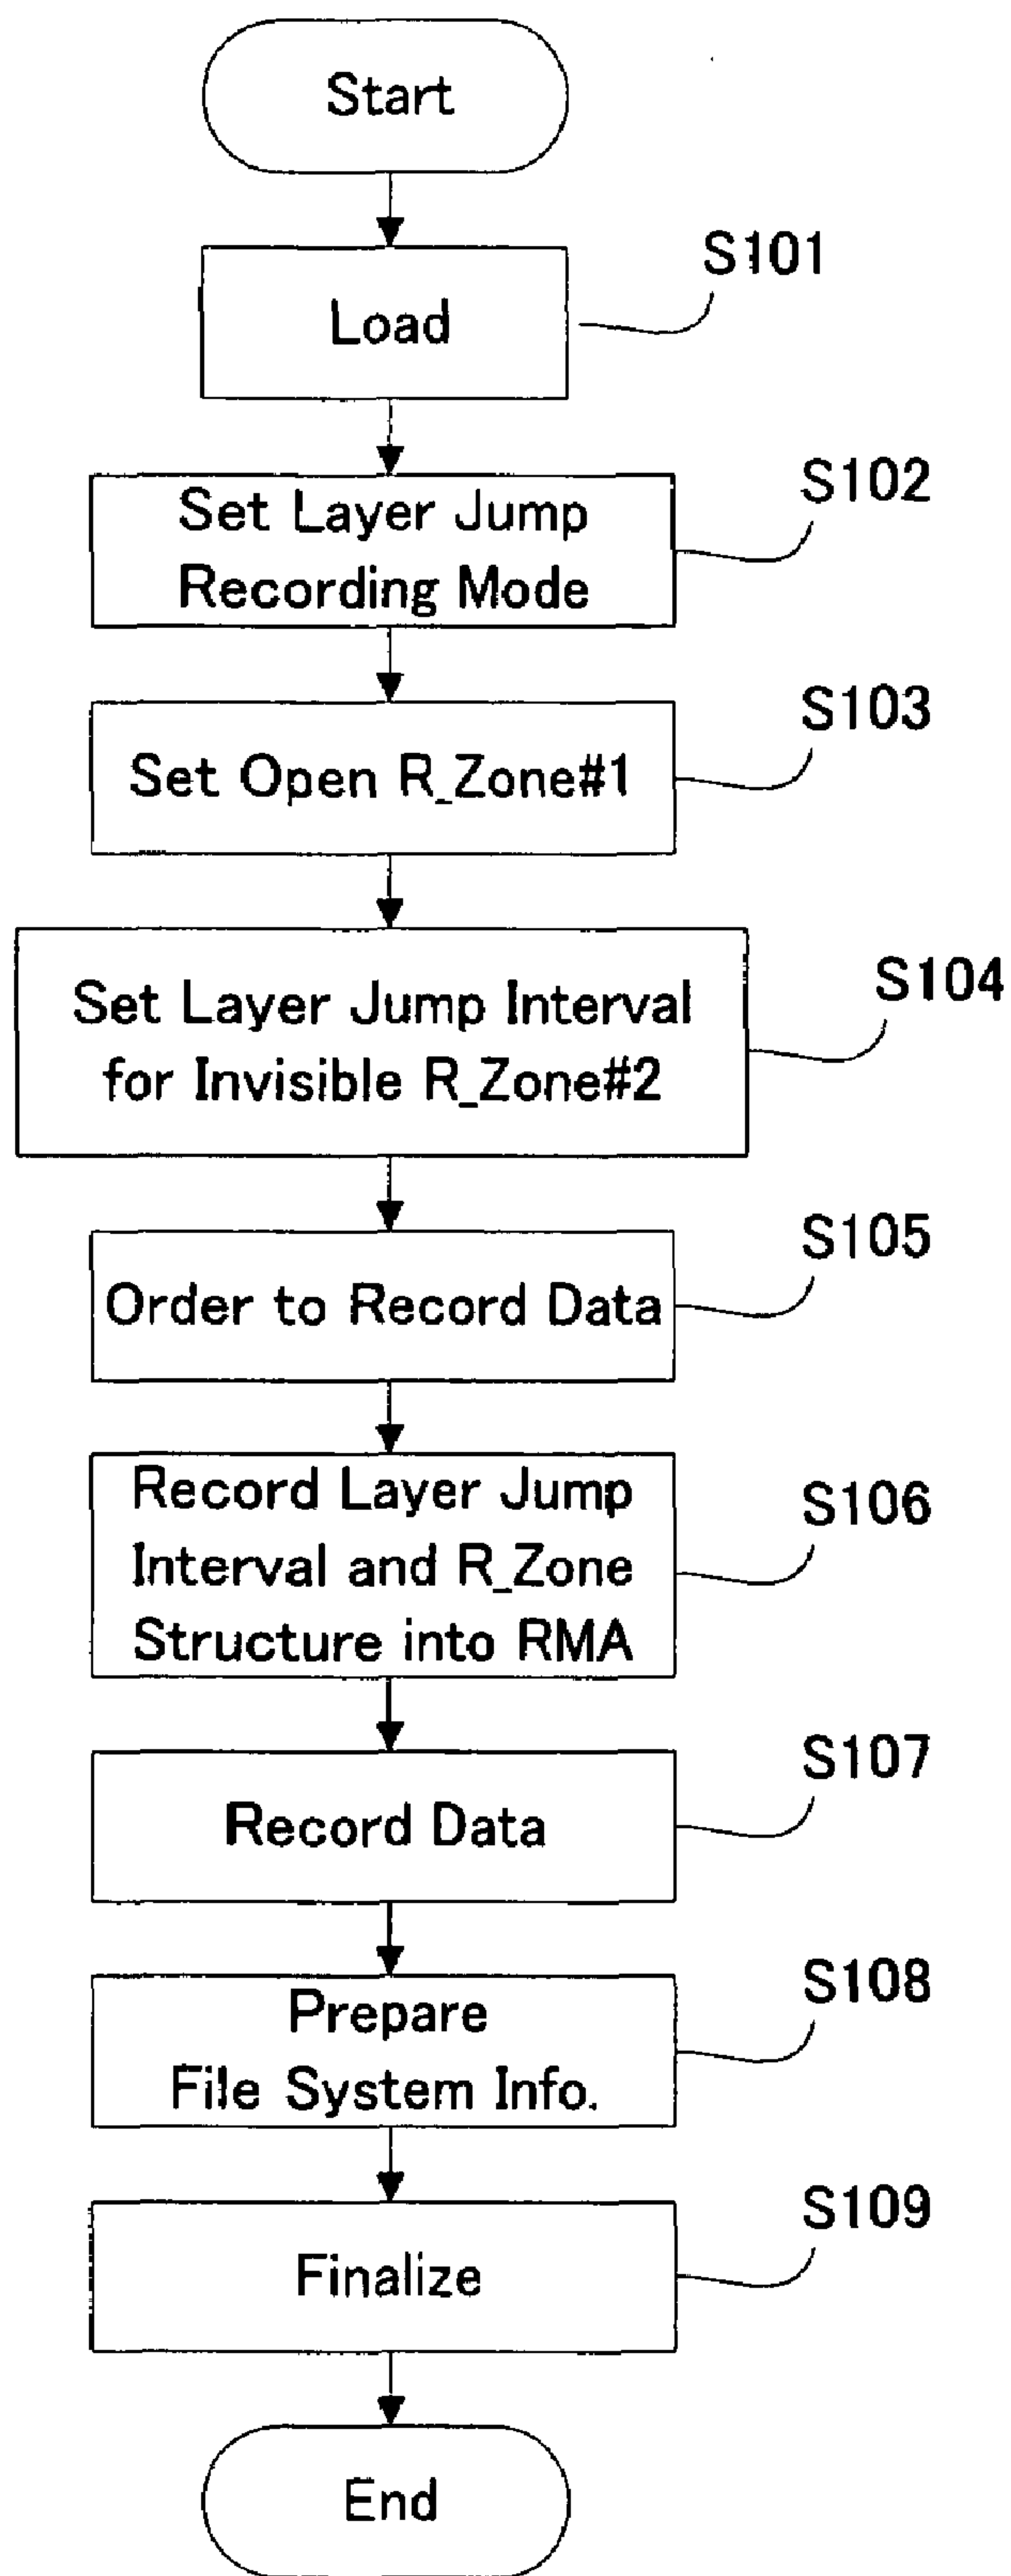 Start
Load
S101
Set Layer Jump
Recording Mode
S102
Set Open R_Zone#1
S103
Set Layer Jump Interval
for Invisible R_Zone#2
S104
Order to Record Data
S105
Record Layer Jump
Interval and R_Zone
Structure into RMA
S106
Record Data
S107
Prepare
File System Info.
S108
Finalize
S109
End